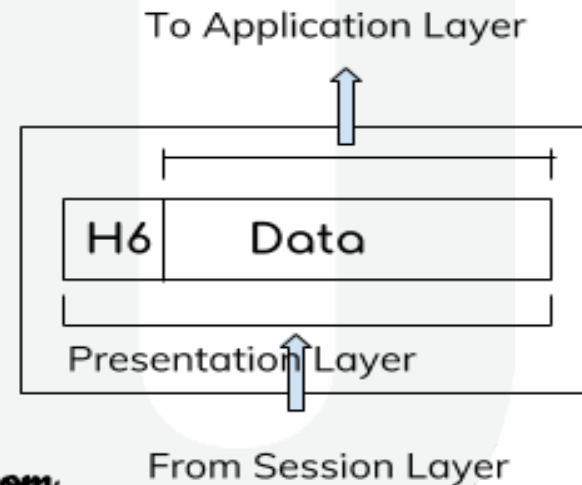 To Application Layer
H6 Data
Presentation Layer
From Session Layer